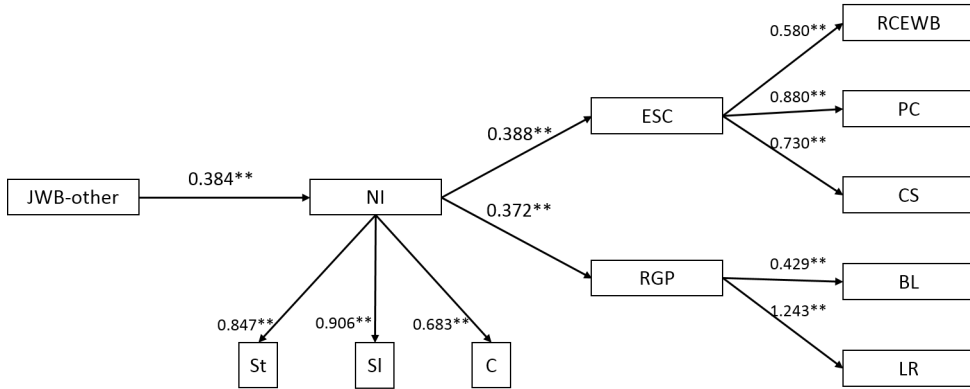 RCEWB
0.580**
ESC
0.880**
PC
0.388**
0.730**
JWB-other
0.384**
NI
CS
0.372**
RGP
0.429**
BL
0.847**
0.906**
0.683**
1.243**
St
Sl
C
LR